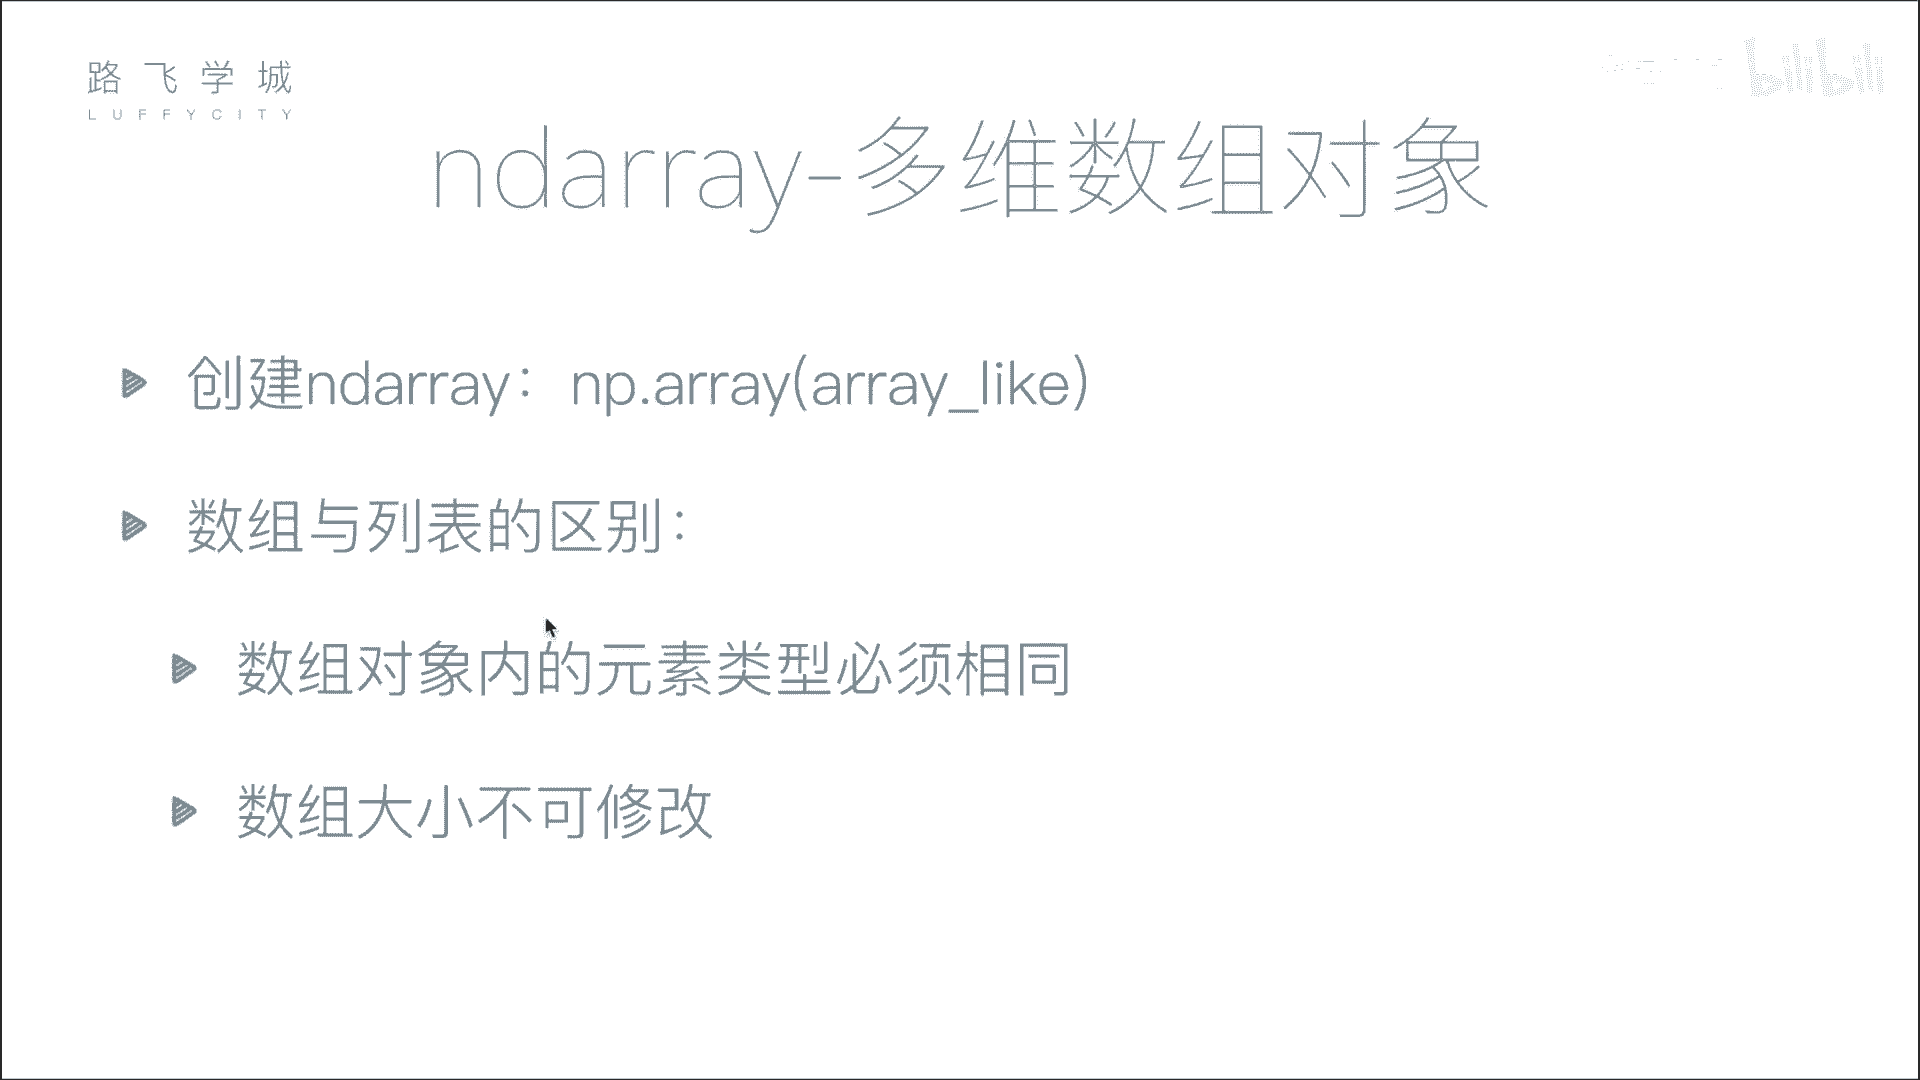 路飞学城
LUFFYCITY
bilibili
ndarray-多维数组对象
创建ndarray：np.array(array_like)
数组与列表的区别：
数组对象内的元素类型必须相同
数组大小不可修改